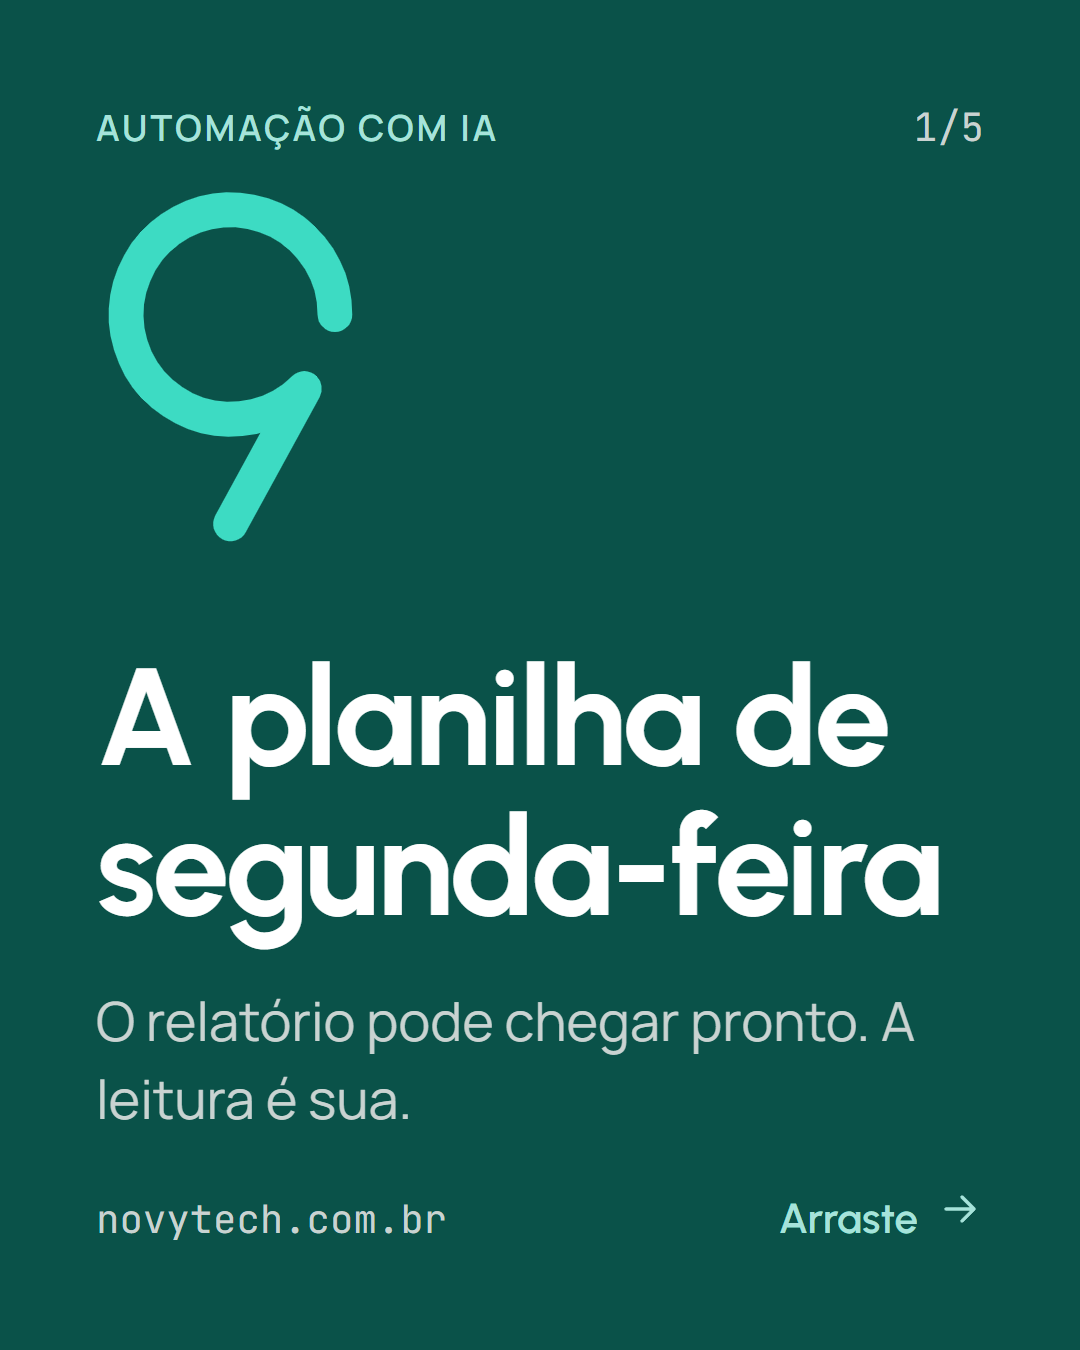 AUTOMAÇÃO COM IA
1/5
A planilha de
segunda-feira
O relatório pode chegar pronto. A
leitura é sua.
novytech.com.br
Arraste →